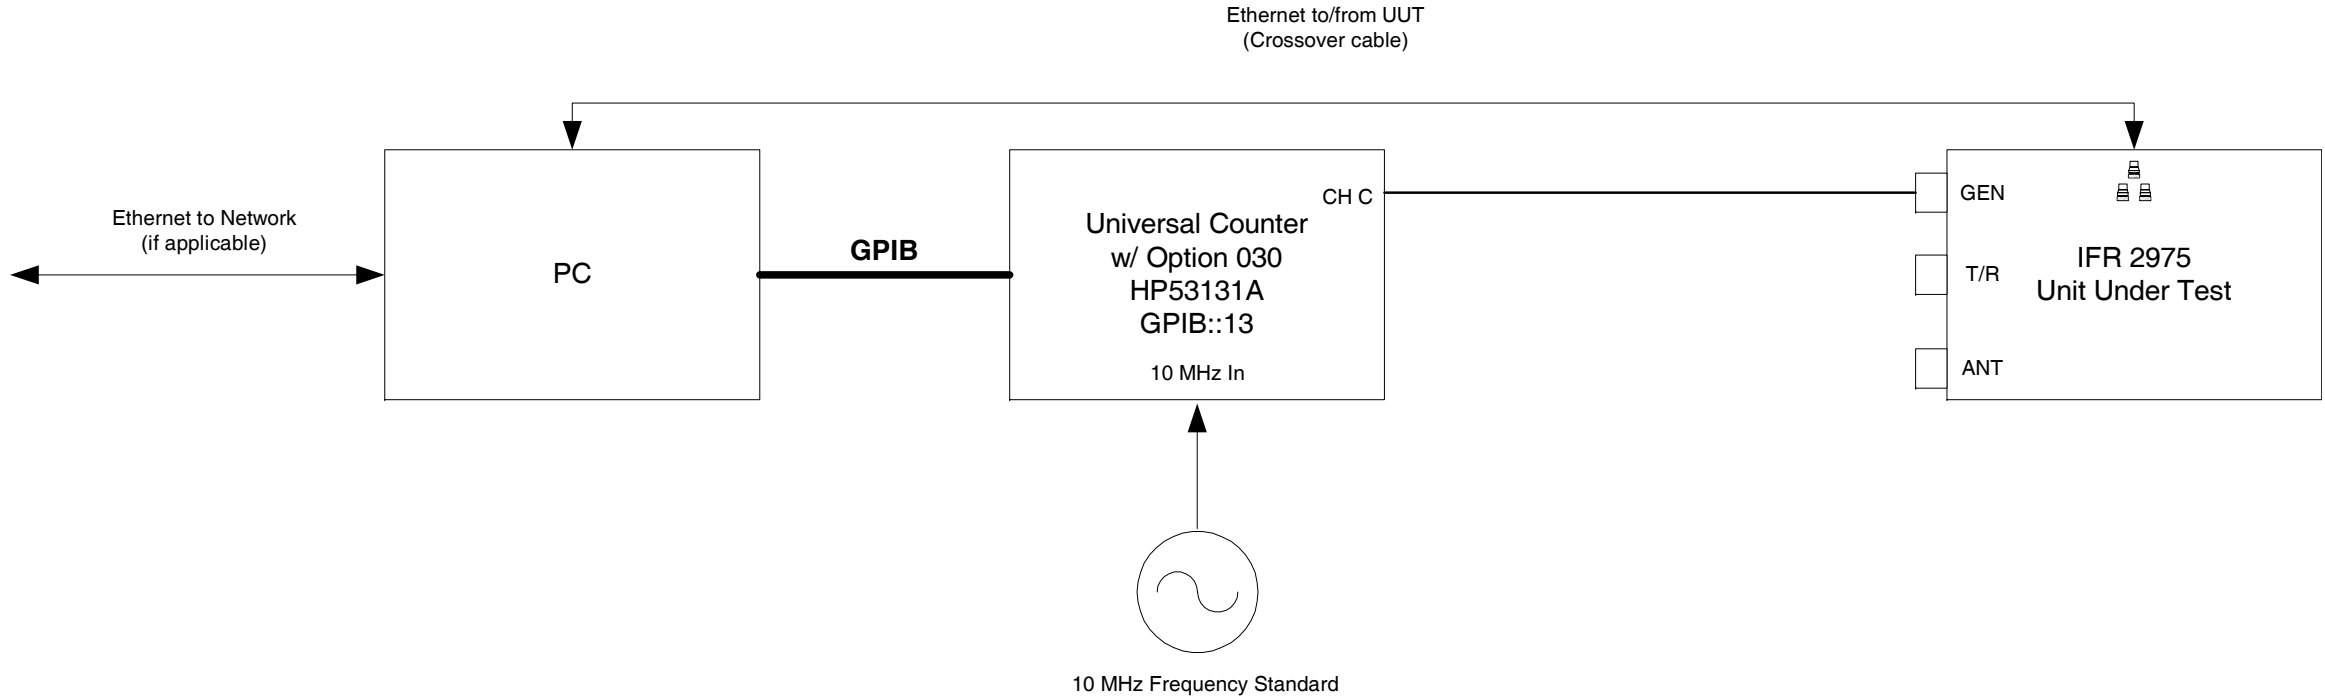 Ethernet to/from UUT
(Crossover cable)
Ethernet to Network
(if applicable)
PC
GPIB
CH C
Universal Counter
w/ Option 030
HP53131A
GPIB::13
10 MHz In
GEN
T/R
ANT
IFR 2975
Unit Under Test
10 MHz Frequency Standard